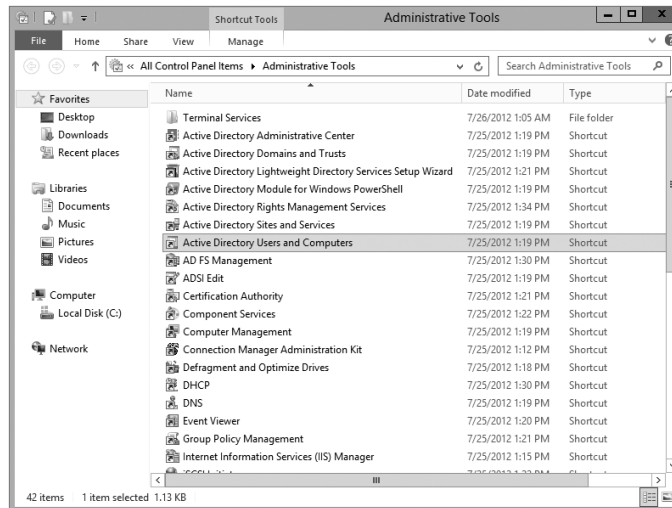 Shortcut Tools
Administrative Tools
File Home Share View Manage
« All Control Panel Items Administrative Tools Search Administrative Tools
Name Date modified Type
Favorites
Desktop
Downloads
Recent places
Libraries
Documents
Music
Pictures
Videos
Computer
Local Disk (C:)
Network
Terminal Services 7/26/2012 1:05 AM File folder
Active Directory Administrative Center 7/25/2012 1:19 PM Shortcut
Active Directory Domains and Trusts 7/25/2012 1:19 PM Shortcut
Active Directory Lightweight Directory Services Setup Wizard 7/25/2012 1:21 PM Shortcut
Active Directory Module for Windows PowerShell 7/25/2012 1:19 PM Shortcut
Active Directory Rights Management Services 7/25/2012 1:34 PM Shortcut
Active Directory Sites and Services 7/25/2012 1:19 PM Shortcut
Active Directory Users and Computers 7/25/2012 1:19 PM Shortcut
AD FS Management 7/25/2012 1:30 PM Shortcut
ADSI Edit 7/25/2012 1:19 PM Shortcut
Certification Authority 7/25/2012 1:21 PM Shortcut
Component Services 7/25/2012 1:22 PM Shortcut
Computer Management 7/25/2012 1:19 PM Shortcut
Connection Manager Administration Kit 7/25/2012 1:12 PM Shortcut
Defragment and Optimize Drives 7/25/2012 1:18 PM Shortcut
DHCP 7/25/2012 1:30 PM Shortcut
DNS 7/25/2012 1:19 PM Shortcut
Event Viewer 7/25/2012 1:20 PM Shortcut
Group Policy Management 7/25/2012 1:21 PM Shortcut
Internet Information Services (IIS) Manager 7/25/2012 1:15 PM Shortcut
42 items 1 item selected 1.13 KB